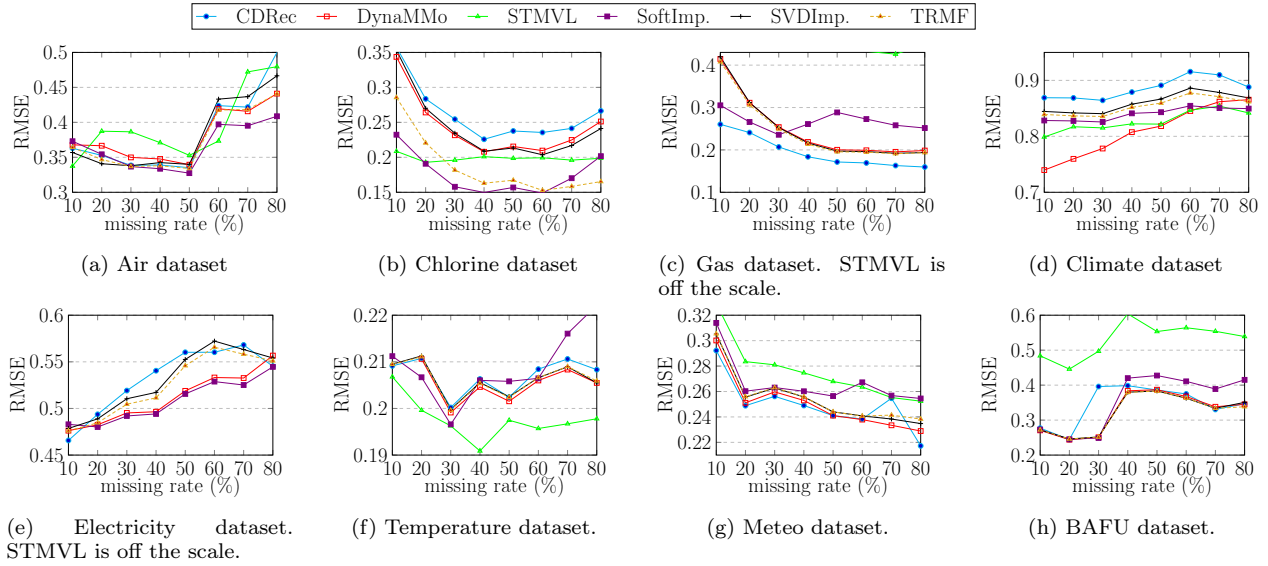 CDRec DynaMMo STMVL SoftImp. SVDImp. TRMF
0.5
0.45
0.4
0.35
0.3
RMSE
10 20 30 40 50 60 70 80
missing rate (%)
(a) Air dataset
0.35
0.3
0.25
0.2
0.15
RMSE
10 20 30 40 50 60 70 80
missing rate (%)
(b) Chlorine dataset
0.4
0.3
0.2
0.1
RMSE
10 20 30 40 50 60 70 80
missing rate (%)
(c) Gas dataset. STMVL is
off the scale.
0.9
0.8
0.7
RMSE
10 20 30 40 50 60 70 80
missing rate (%)
(d) Climate dataset
0.6
0.55
0.5
0.45
RMSE
10 20 30 40 50 60 70 80
missing rate (%)
(e) Electricity dataset.
STMVL is off the scale.
0.22
0.21
0.2
0.19
RMSE
10 20 30 40 50 60 70 80
missing rate (%)
(f) Temperature dataset.
0.32
0.3
0.28
0.26
0.24
0.22
RMSE
10 20 30 40 50 60 70 80
missing rate (%)
(g) Meteo dataset.
0.6
0.5
0.4
0.3
0.2
RMSE
10 20 30 40 50 60 70 80
missing rate (%)
(h) BAFU dataset.